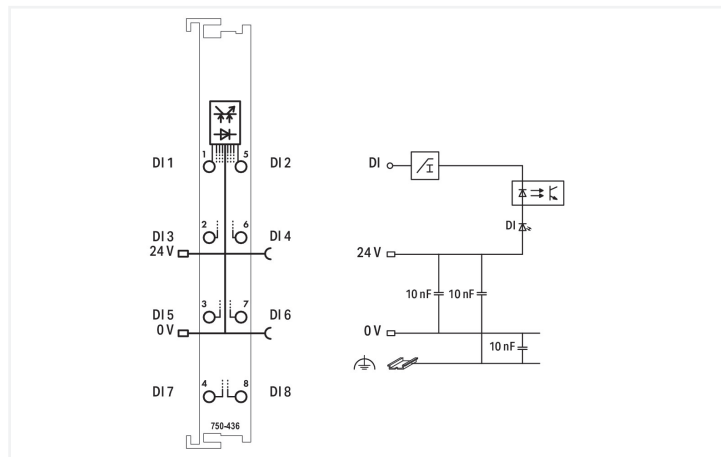 1 5
DI 1 DI 2
2 6
DI 3 DI 4
24 V
3 7
DI 5 DI 6
0 V
4 8
DI 7 DI 8
750-436
DI
I
DI
24 V
10 nF 10 nF
0 V
10 nF